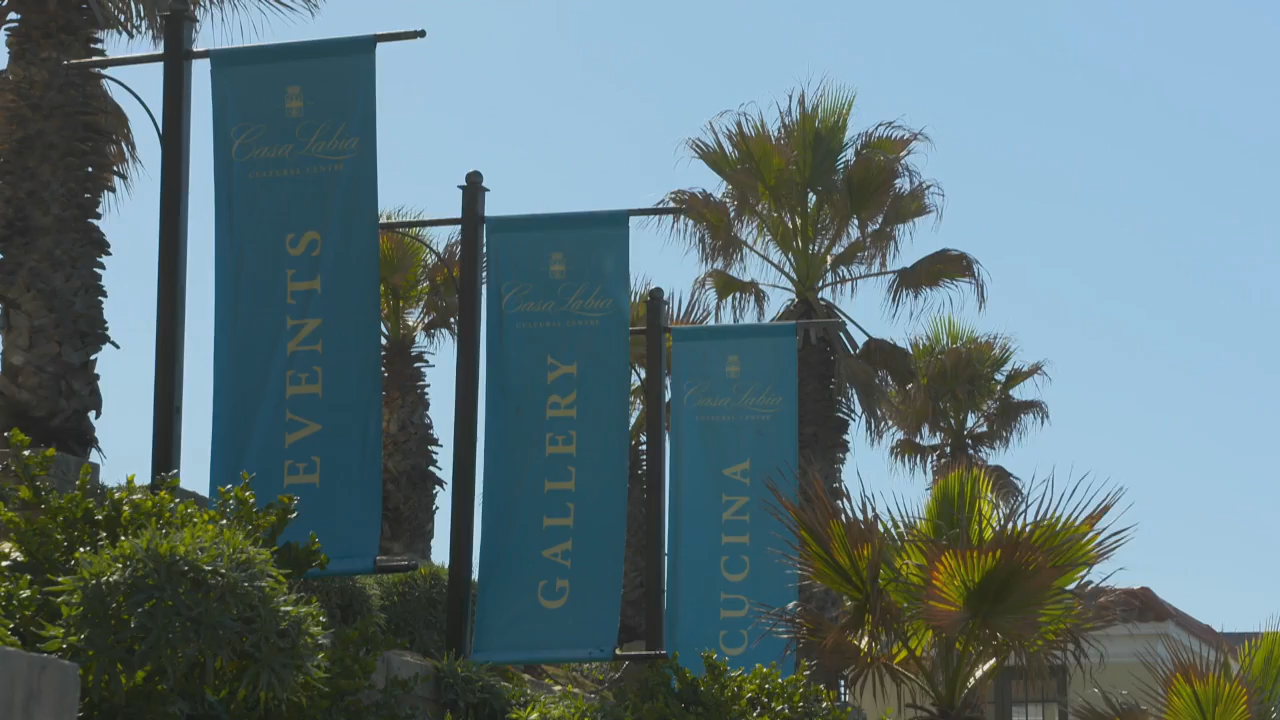 Casa Labia
CULTURAL CENTRE
EVENTS
Casa Labia
CULTURAL CENTRE
GALLERY
Casa Labia
CULTURAL CENTRE
CUCINA